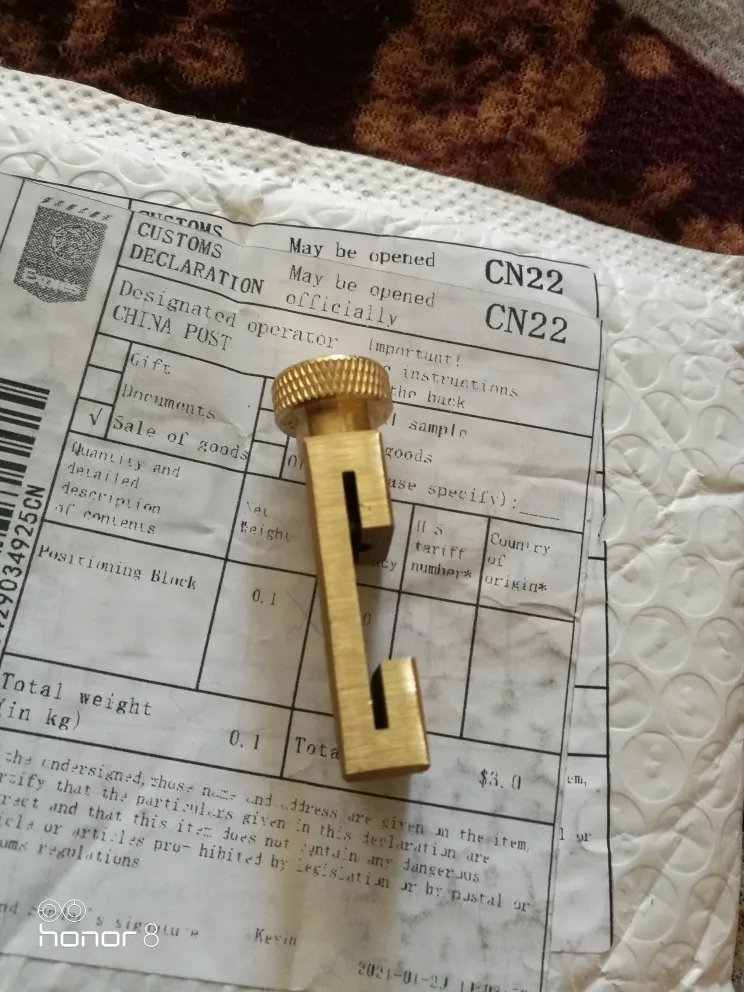 CUSTOMS
CUSTOMS
DECLARATION
May be opened
May be opened
officially
CN22
CN22
Designated operator
CHINA POST
Important!
instructions
the back
Gift
Documents
√ Sale of goods
sample
goods
specify):____
Quantity and
detailed
description
of contents
Net
Weight
tariff
number*
Country
of
origin*
Positioning Block
0.1
Total weight
(in kg)
0.1
$3.0
29034925CN
the undersigned, whose name and address are given on the item,
that the particulars given in this declaration are
and that this item does not contain any dangerous
or articles pro- hibited by legislation or by postal or
regulations
signature
Kevin
honor 8